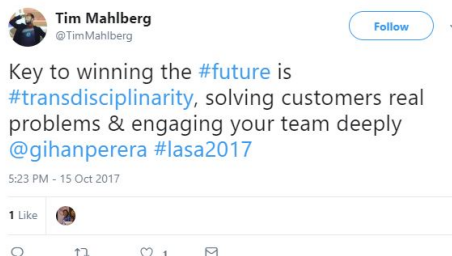 Tim Mahlberg
@TimMahlberg
Follow
Key to winning the #future is
#transdisciplinarity, solving customers real
problems & engaging your team deeply
@gihanperera #lasa2017
5:23 PM - 15 Oct 2017
1 Like
1